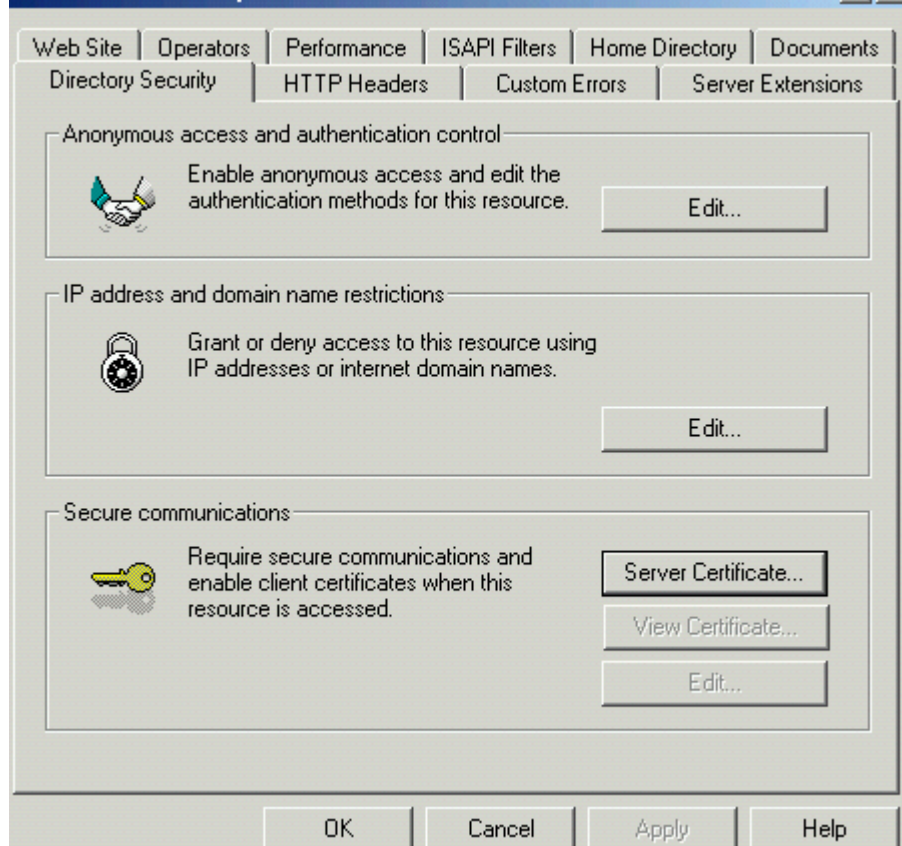 Web Site Operators Performance ISAPI Filters Home Directory Documents
Directory Security HTTP Headers Custom Errors Server Extensions
Anonymous access and authentication control
Enable anonymous access and edit the
authentication methods for this resource.
Edit...
IP address and domain name restrictions
Grant or deny access to this resource using
IP addresses or internet domain names.
Edit...
Secure communications
Require secure communications and
enable client certificates when this
resource is accessed.
Server Certificate...
View Certificate...
Edit...
OK Cancel Apply Help